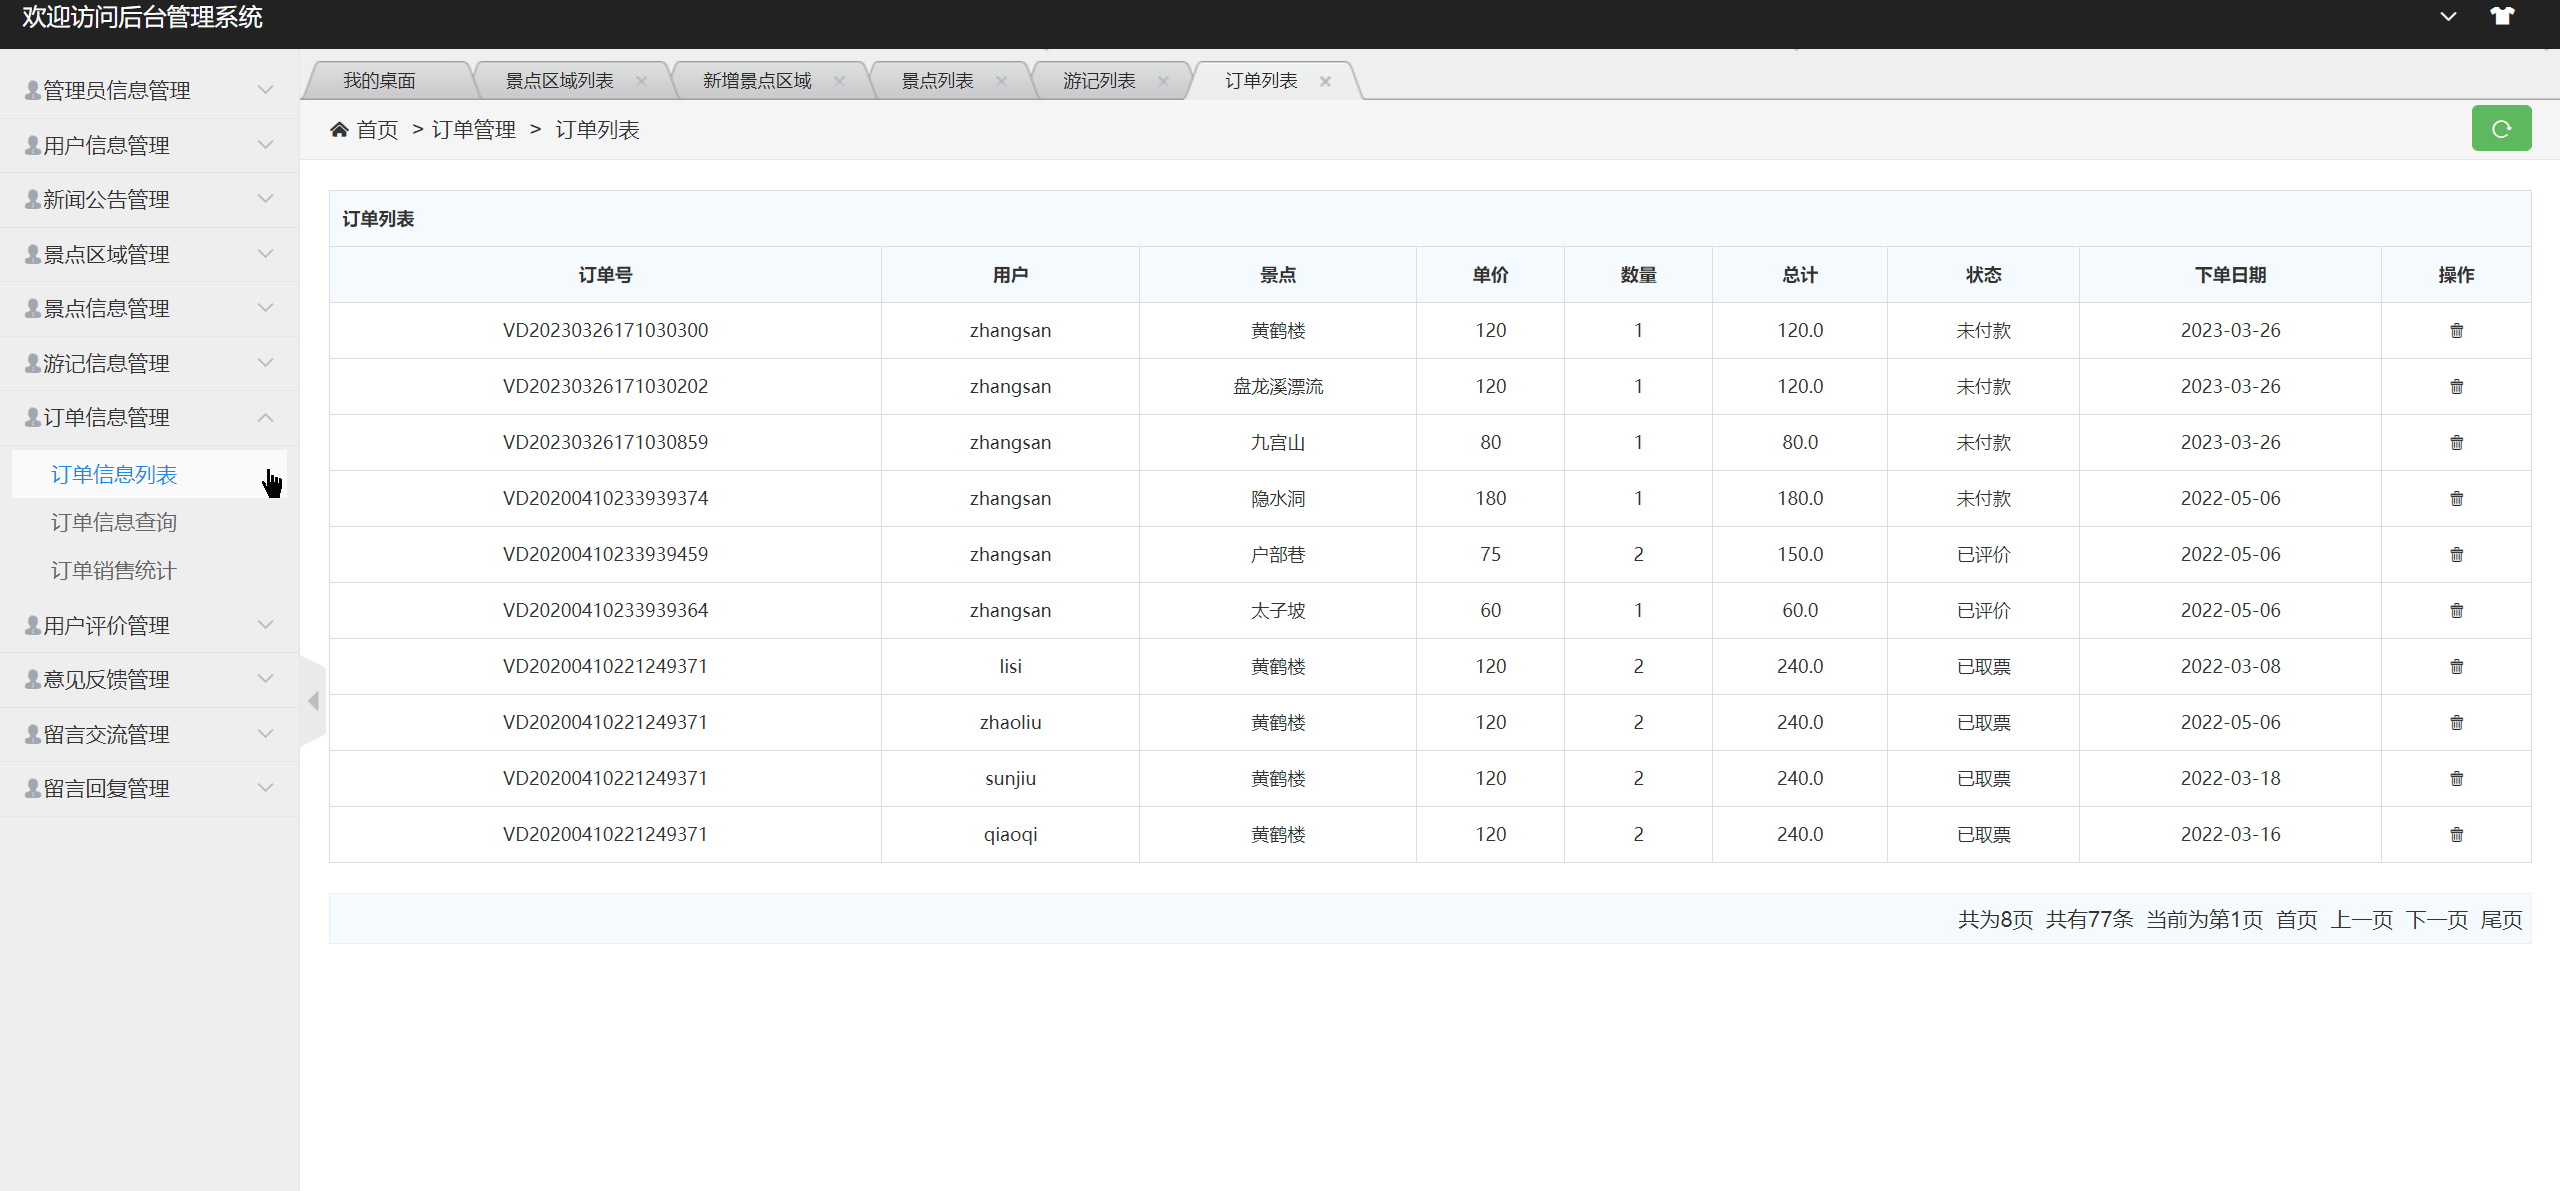 欢迎访问后台管理系统
管理员信息管理
用户信息管理
新闻公告管理
景点区域管理
景点信息管理
游记信息管理
订单信息管理
订单信息列表
订单信息查询
订单销售统计
用户评价管理
意见反馈管理
留言交流管理
留言回复管理
我的桌面 景点区域列表 新增景点区域 景点列表 游记列表 订单列表
首页 > 订单管理 > 订单列表
订单列表
订单号 用户 景点 单价 数量 总计 状态 下单日期 操作
VD20230326171030300 zhangsan 黄鹤楼 120 1 120.0 未付款 2023-03-26
VD20230326171030202 zhangsan 盘龙溪漂流 120 1 120.0 未付款 2023-03-26
VD20230326171030859 zhangsan 九宫山 80 1 80.0 未付款 2023-03-26
VD20200410233939374 zhangsan 隐水洞 180 1 180.0 未付款 2022-05-06
VD20200410233939459 zhangsan 户部巷 75 2 150.0 已评价 2022-05-06
VD20200410233939364 zhangsan 太子坡 60 1 60.0 已评价 2022-05-06
VD20200410221249371 lisi 黄鹤楼 120 2 240.0 已取票 2022-03-08
VD20200410221249371 zhaoliu 黄鹤楼 120 2 240.0 已取票 2022-05-06
VD20200410221249371 sunjiu 黄鹤楼 120 2 240.0 已取票 2022-03-18
VD20200410221249371 qiaoqi 黄鹤楼 120 2 240.0 已取票 2022-03-16
共为8页 共有77条 当前为第1页 首页 上一页 下一页 尾页